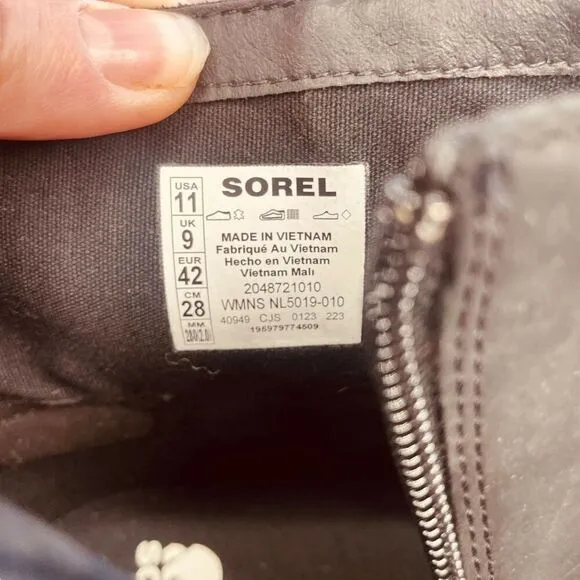 USA
11
UK
9
EUR
42
CM
28
MM
SOREL
MADE IN VIETNAM
Fabriqué Au Vietnam
Hecho en Vietnam
Vietnam Malı
2048721010
WMNS NL5019-010
40949 CJS 0123 223
195979774509